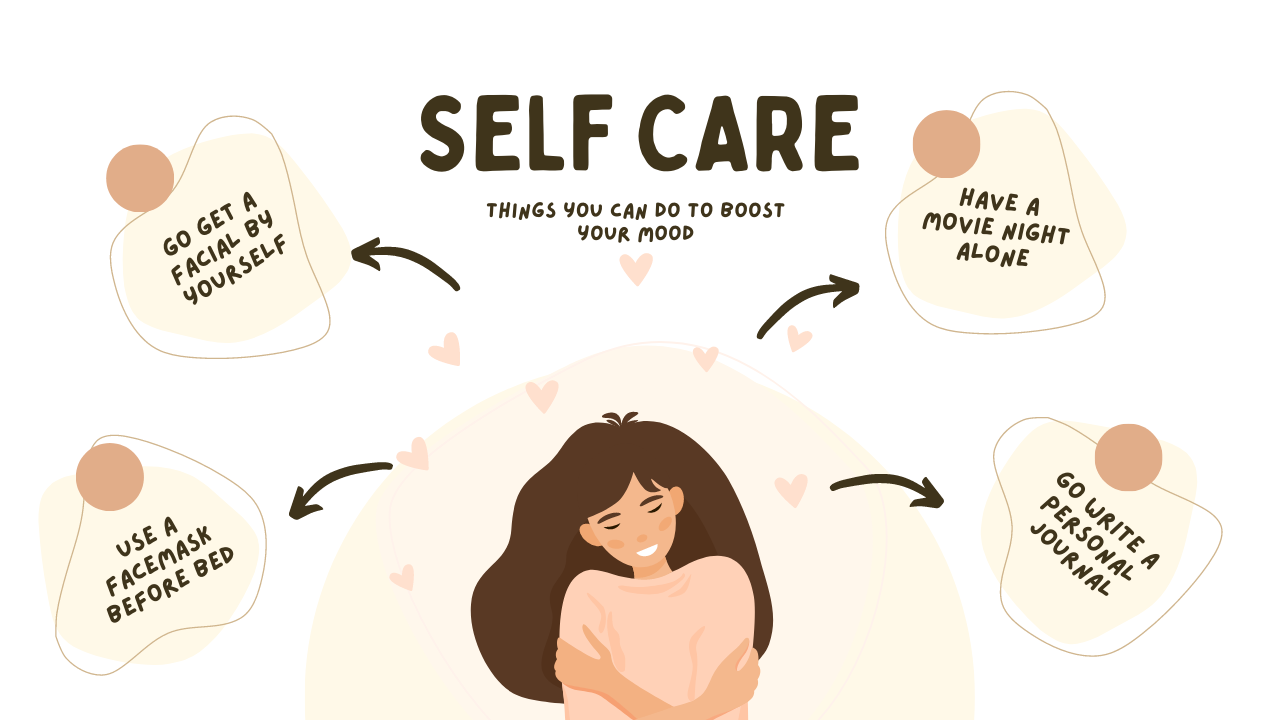 SELF CARE
THINGS YOU CAN DO TO BOOST
YOUR MOOD
GO GET A
FACIAL BY
YOURSELF
HAVE A
MOVIE NIGHT
ALONE
USE A
FACEMASK
BEFORE BED
GO WRITE A
PERSONAL
JOURNAL